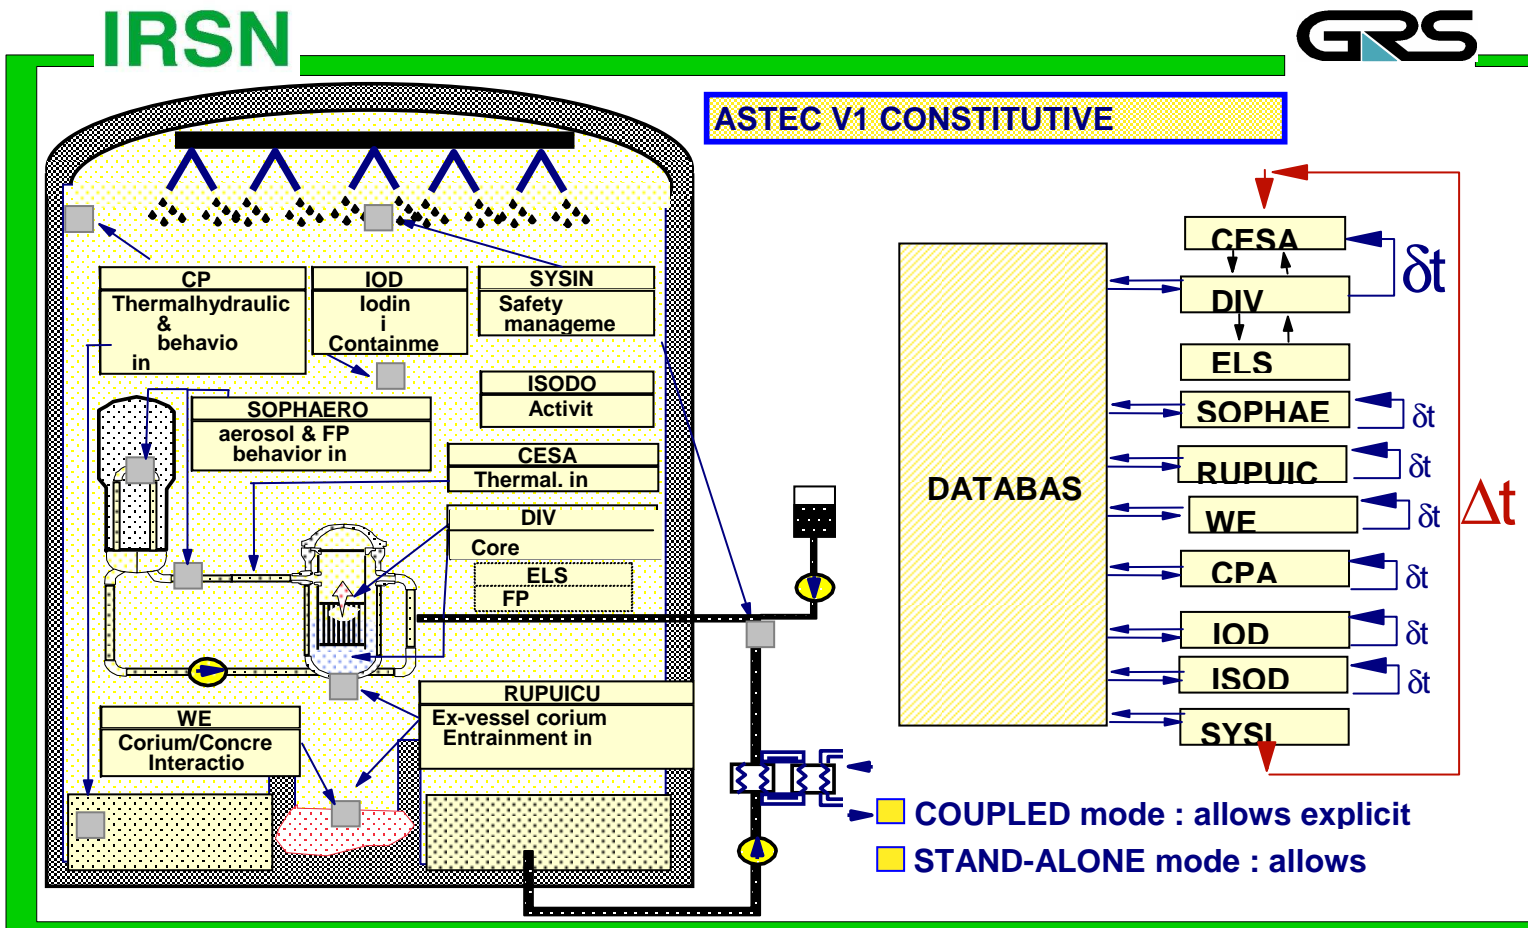 IRSN
GRS
ASTEC V1 CONSTITUTIVE
CP
Thermalhydraulic
&
behavio
in
IOD
Iodin
i
Containme
SYSIN
Safety
manageme
ISODO
Activit
SOPHAERO
aerosol & FP
behavior in
CESA
Thermal. in
DIV
Core
ELS
FP
RUPUICU
Ex-vessel corium
Entrainment in
WE
Corium/Concre
Interactio
DATABAS
CESA
δt
DIV
ELS
SOPHAE
δt
RUPUIC
δt
WE
δt
Δt
CPA
δt
IOD
δt
ISOD
δt
SYSI
COUPLED mode : allows explicit
STAND-ALONE mode : allows